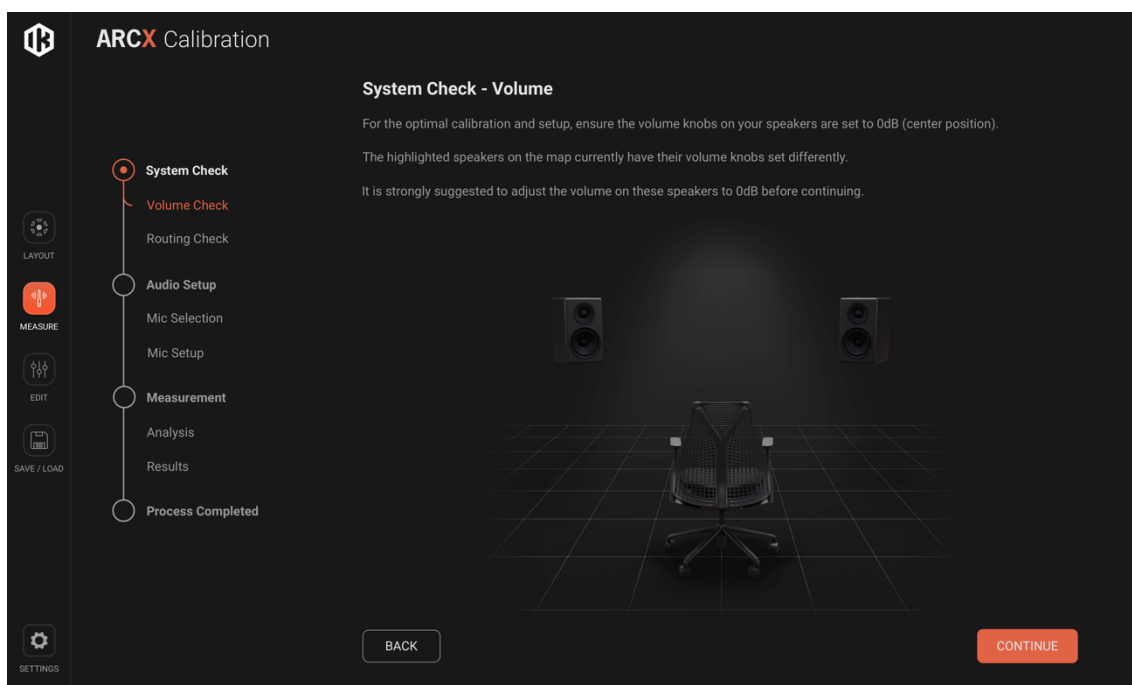 ARCX Calibration
System Check - Volume
For the optimal calibration and setup, ensure the volume knobs on your speakers are set to 0dB (center position).
The highlighted speakers on the map currently have their volume knobs set differently.
It is strongly suggested to adjust the volume on these speakers to 0dB before continuing.
System Check
Volume Check
Routing Check
Audio Setup
Mic Selection
Mic Setup
Measurement
Analysis
Results
Process Completed
LAYOUT
MEASURE
EDIT
SAVE / LOAD
SETTINGS
BACK
CONTINUE